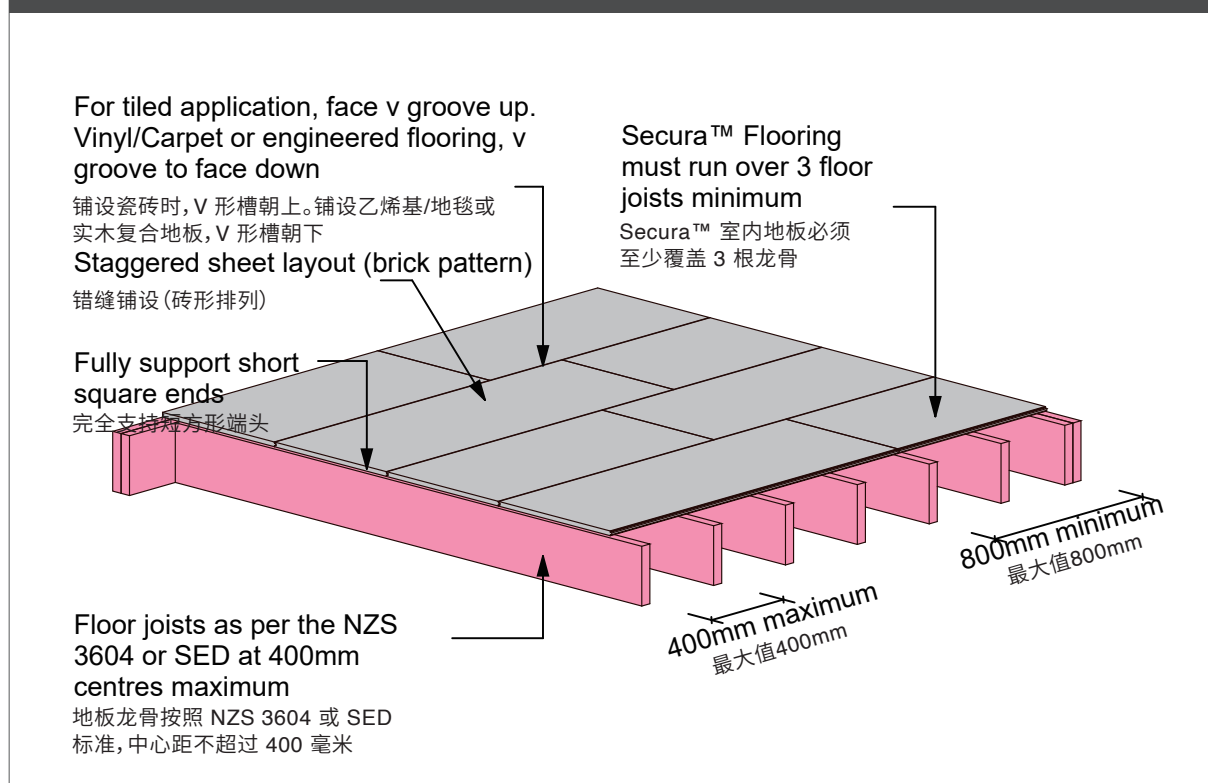 For tiled application, face v groove up.
Vinyl/Carpet or engineered flooring, v
groove to face down
铺设瓷砖时，V 形槽朝上。铺设乙烯基/地毯或
实木复合地板，V 形槽朝下
Staggered sheet layout (brick pattern)
错缝铺设（砖形排列）
Fully support short
square ends
完全支持短方形端头
Secura™ Flooring
must run over 3 floor
joists minimum
Secura™ 室内地板必须
至少覆盖 3 根龙骨
800mm minimum
最大值800mm
400mm maximum
最大值400mm
Floor joists as per the NZS
3604 or SED at 400mm
centres maximum
地板龙骨按照 NZS 3604 或 SED
标准，中心距不超过 400 毫米